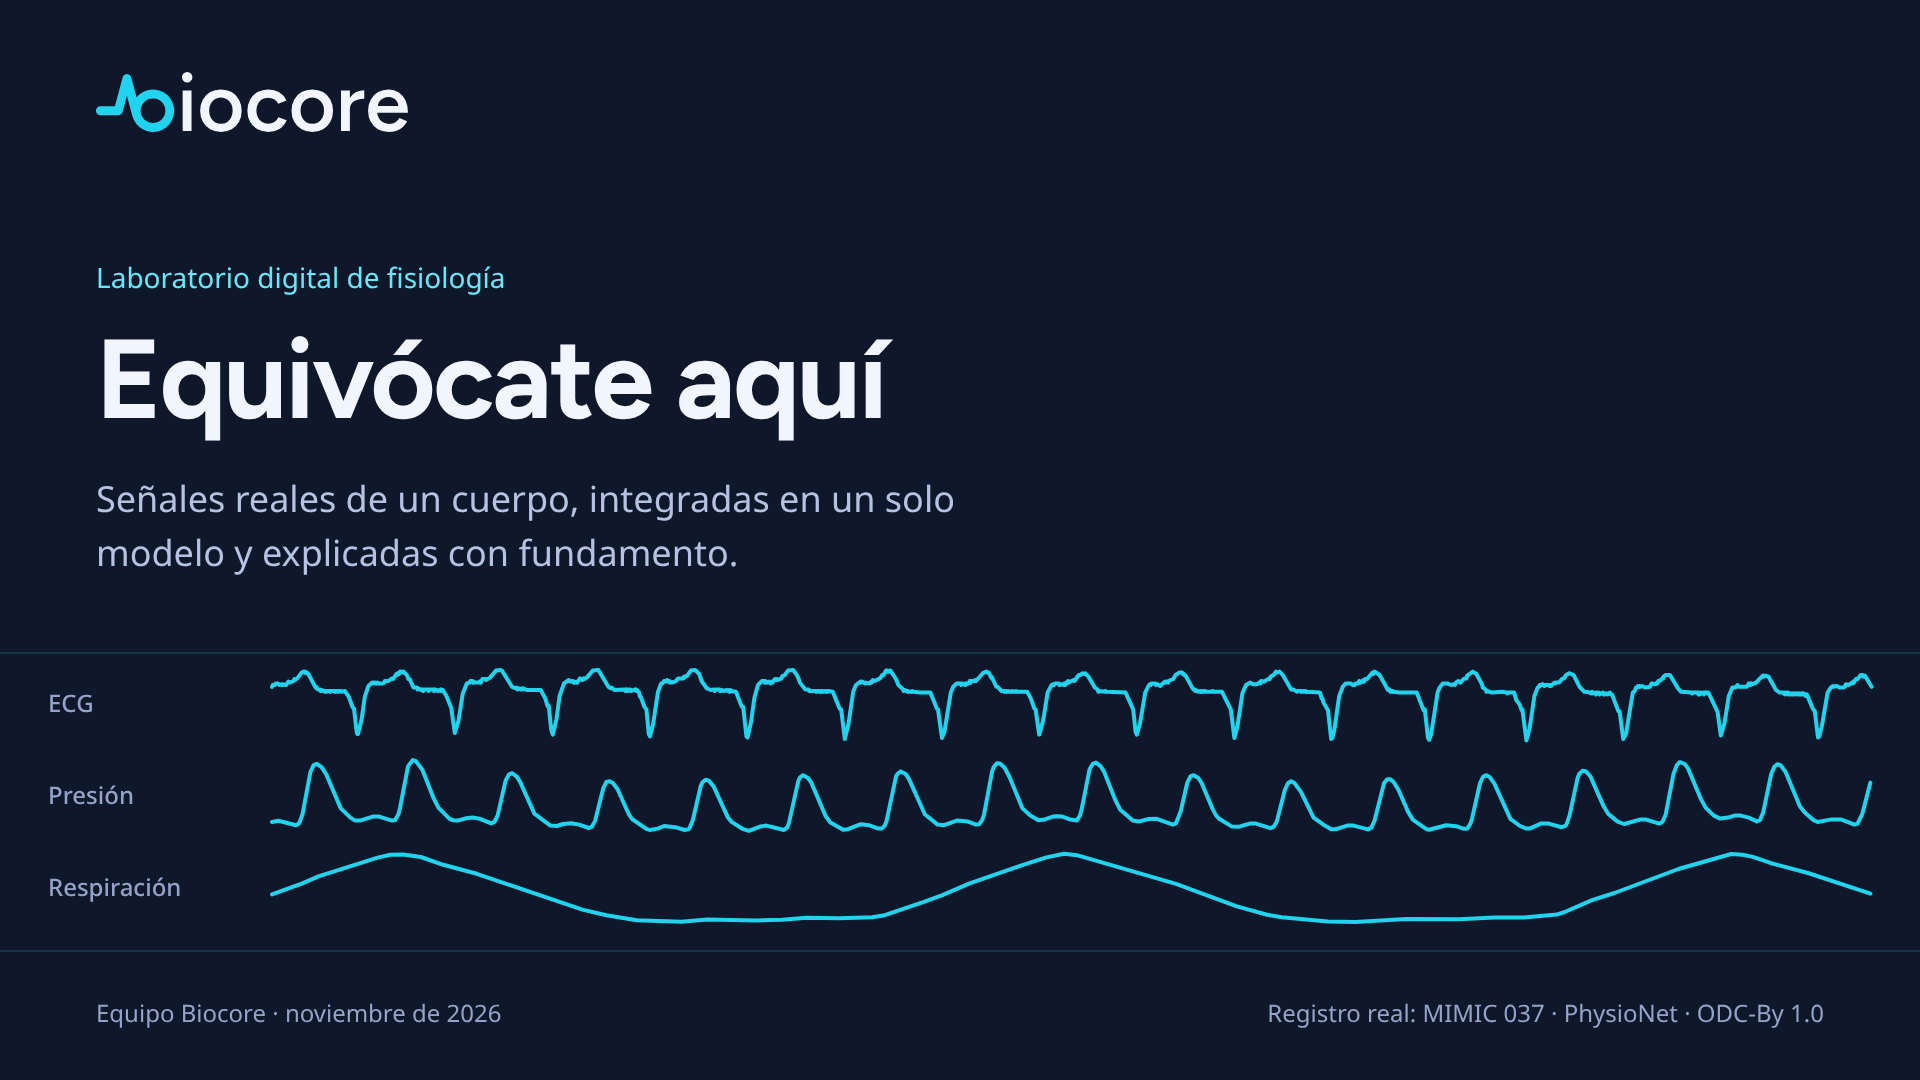 biocore
Laboratorio digital de fisiología
Equivócate aquí
Señales reales de un cuerpo, integradas en un solo
modelo y explicadas con fundamento.
ECG
Presión
Respiración
Equipo Biocore · noviembre de 2026
Registro real: MIMIC 037 · PhysioNet · ODC-By 1.0